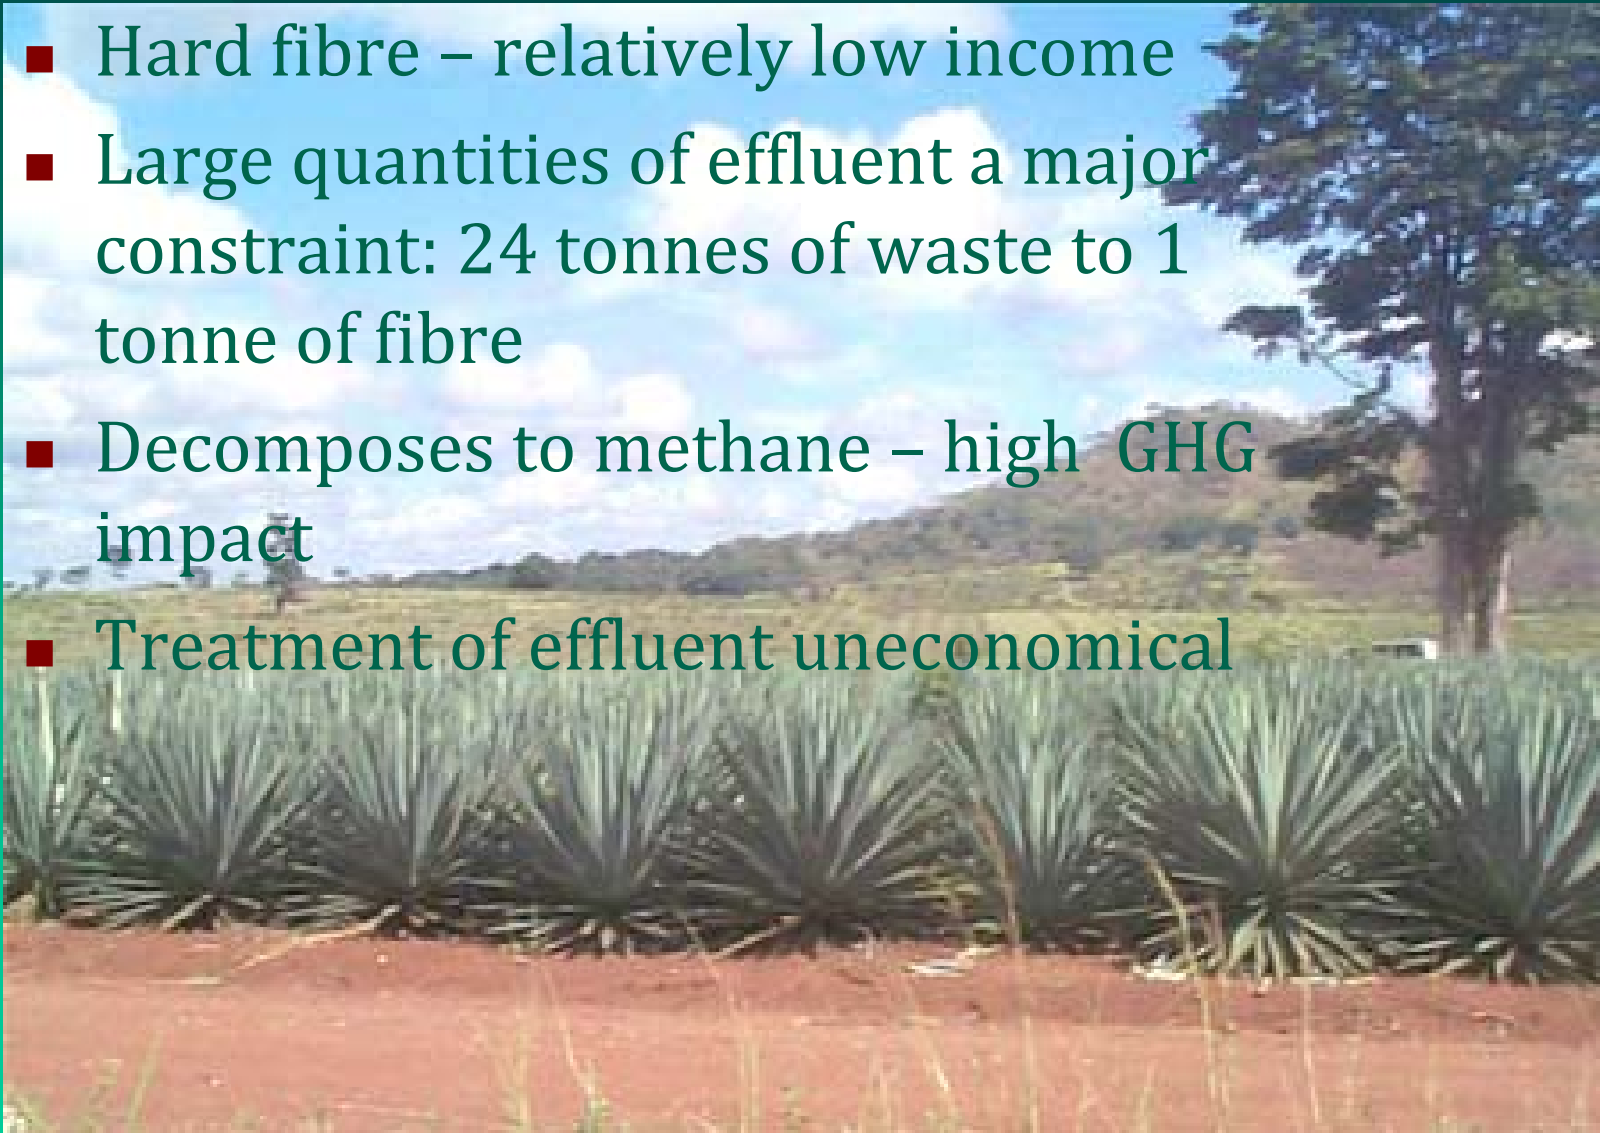 ▪ Hard fibre – relatively low income
▪ Large quantities of effluent a major
constraint: 24 tonnes of waste to 1
tonne of fibre
▪ Decomposes to methane – high  GHG
impact
▪ Treatment of effluent uneconomical